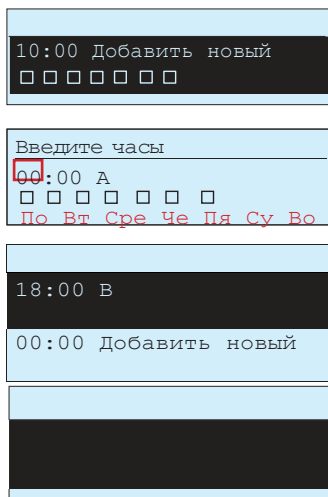 10:00 Добавить новый
□ □ □ □ □ □ □
Введите часы
00:00 А
□ □ □ □ □ □ □
По Вт Сре Че Пя Су Во
18:00 В
00:00 Добавить новый